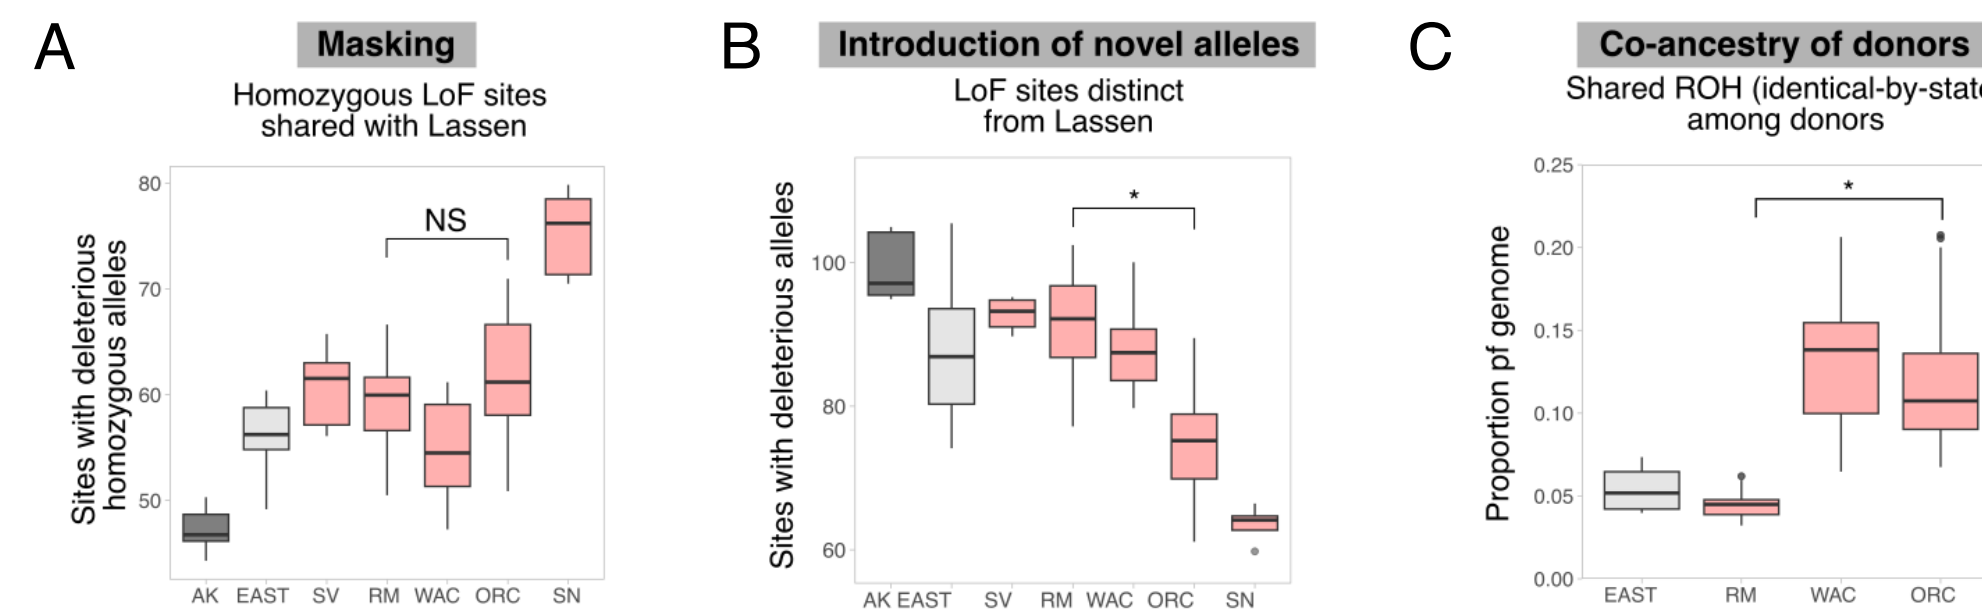 A
Masking
Homozygous LoF sites
shared with Lassen
Sites with deleterious
homozygous alleles
80
70
60
50
NS
AK EAST SV RM WAC ORC SN
B
Introduction of novel alleles
LoF sites distinct
from Lassen
Sites with deleterious alleles
100
80
60
*
AK EAST SV RM WAC ORC SN
C
Co-ancestry of donors
Shared ROH (identical-by-state
among donors
Proportion pf genome
0.25
0.20
0.15
0.10
0.05
0.00
*
EAST RM WAC ORC